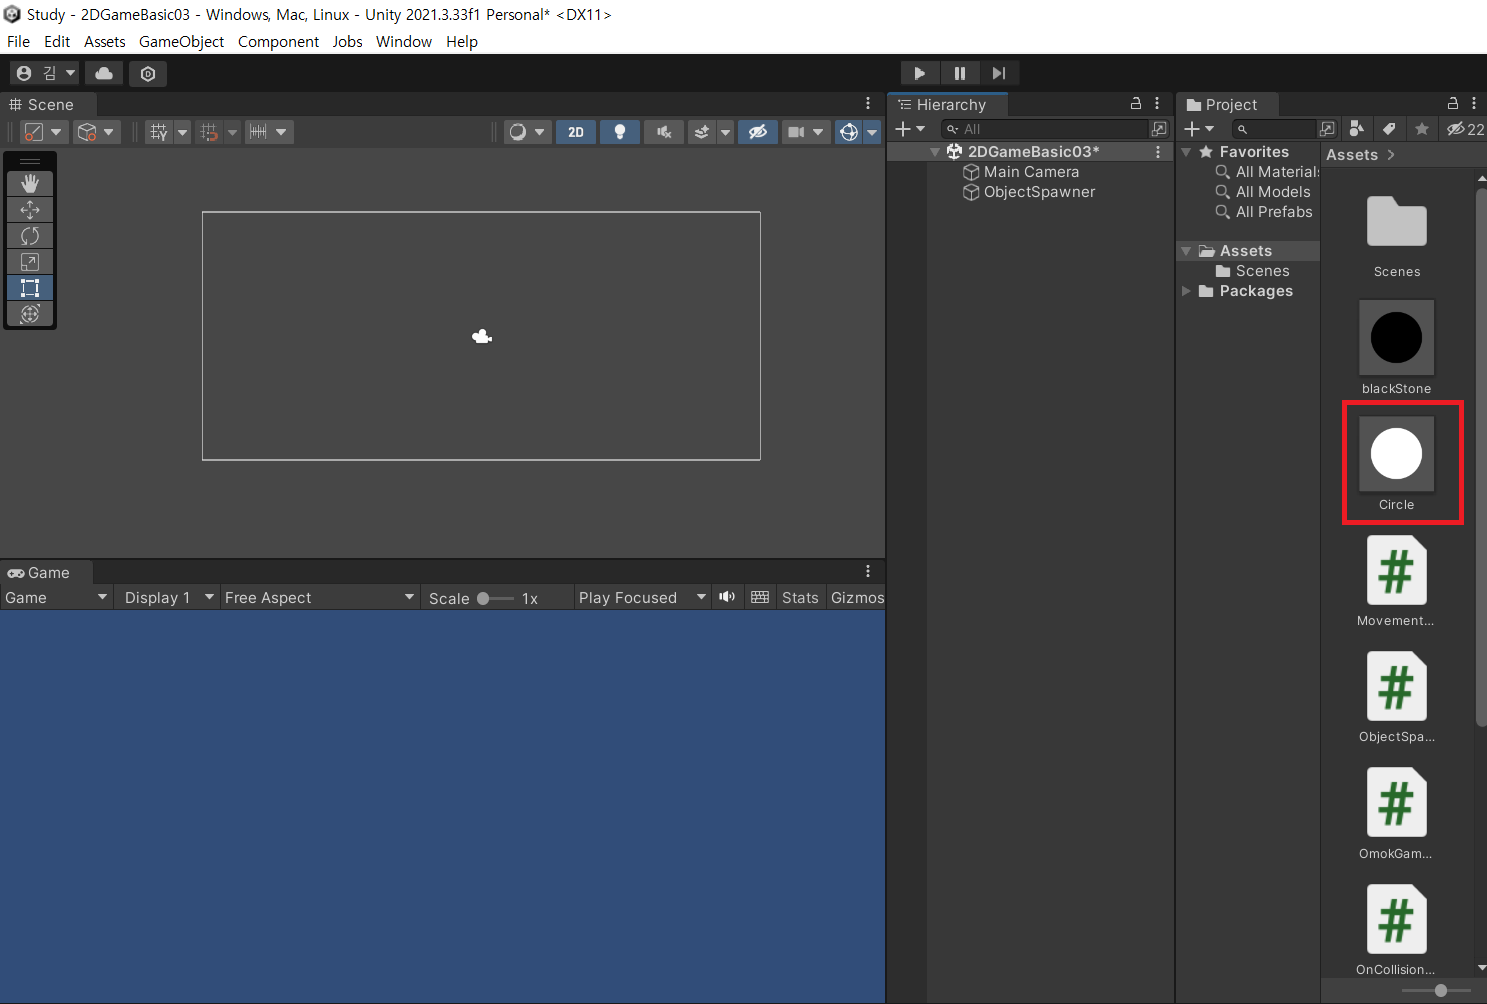 Study - 2DGameBasic03 - Windows, Mac, Linux - Unity 2021.3.33f1 Personal* <DX11>
File Edit Assets GameObject Component Jobs Window Help
김
Scene
2D
Game
Game Display 1 Free Aspect Scale 1x Play Focused Stats Gizmos
Hierarchy
All
2DGameBasic03*
Main Camera
ObjectSpawner
Project
22
Favorites
All Materials
All Models
All Prefabs
Assets
Scenes
Packages
Assets >
Scenes
blackStone
Circle
Movement...
ObjectSpa...
OmokGam...
OnCollision...